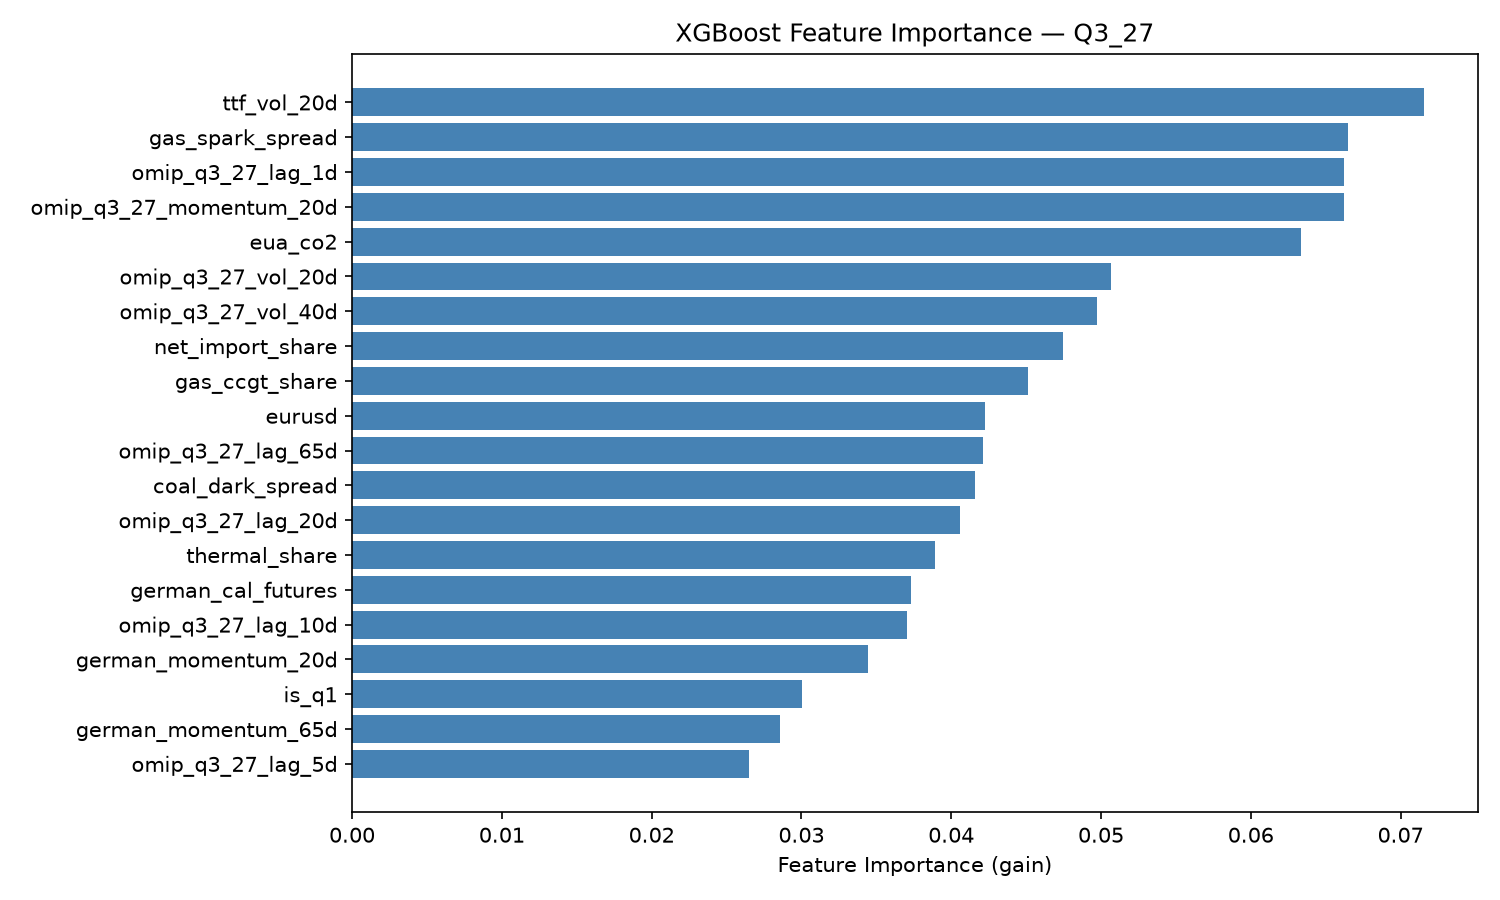 XGBoost Feature Importance — Q3_27
ttf_vol_20d
gas_spark_spread
omip_q3_27_lag_1d
omip_q3_27_momentum_20d
eua_co2
omip_q3_27_vol_20d
omip_q3_27_vol_40d
net_import_share
gas_ccgt_share
eurusd
omip_q3_27_lag_65d
coal_dark_spread
omip_q3_27_lag_20d
thermal_share
german_cal_futures
omip_q3_27_lag_10d
german_momentum_20d
is_q1
german_momentum_65d
omip_q3_27_lag_5d
0.00 0.01 0.02 0.03 0.04 0.05 0.06 0.07
Feature Importance (gain)